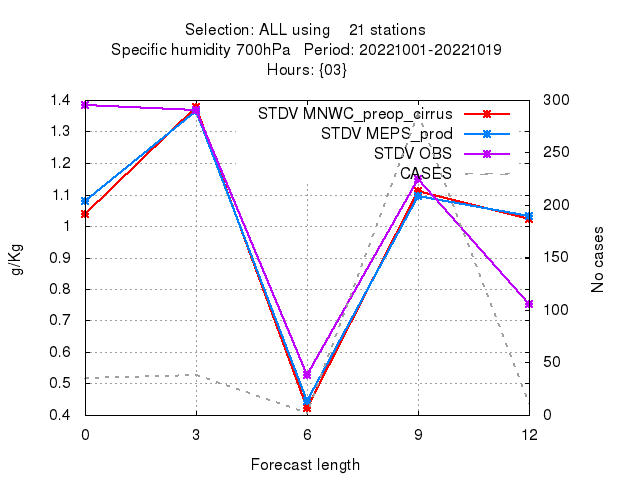 Selection: ALL using    21 stations
Specific humidity 700hPa   Period: 20221001-20221019
Hours: {03}
STDV MNWC_preop_cirrus
STDV MEPS_prod
STDV OBS
CASES
g/Kg
1.4
1.3
1.2
1.1
1
0.9
0.8
0.7
0.6
0.5
0.4
300
250
200
150
100
50
0
No cases
0 3 6 9 12
Forecast length